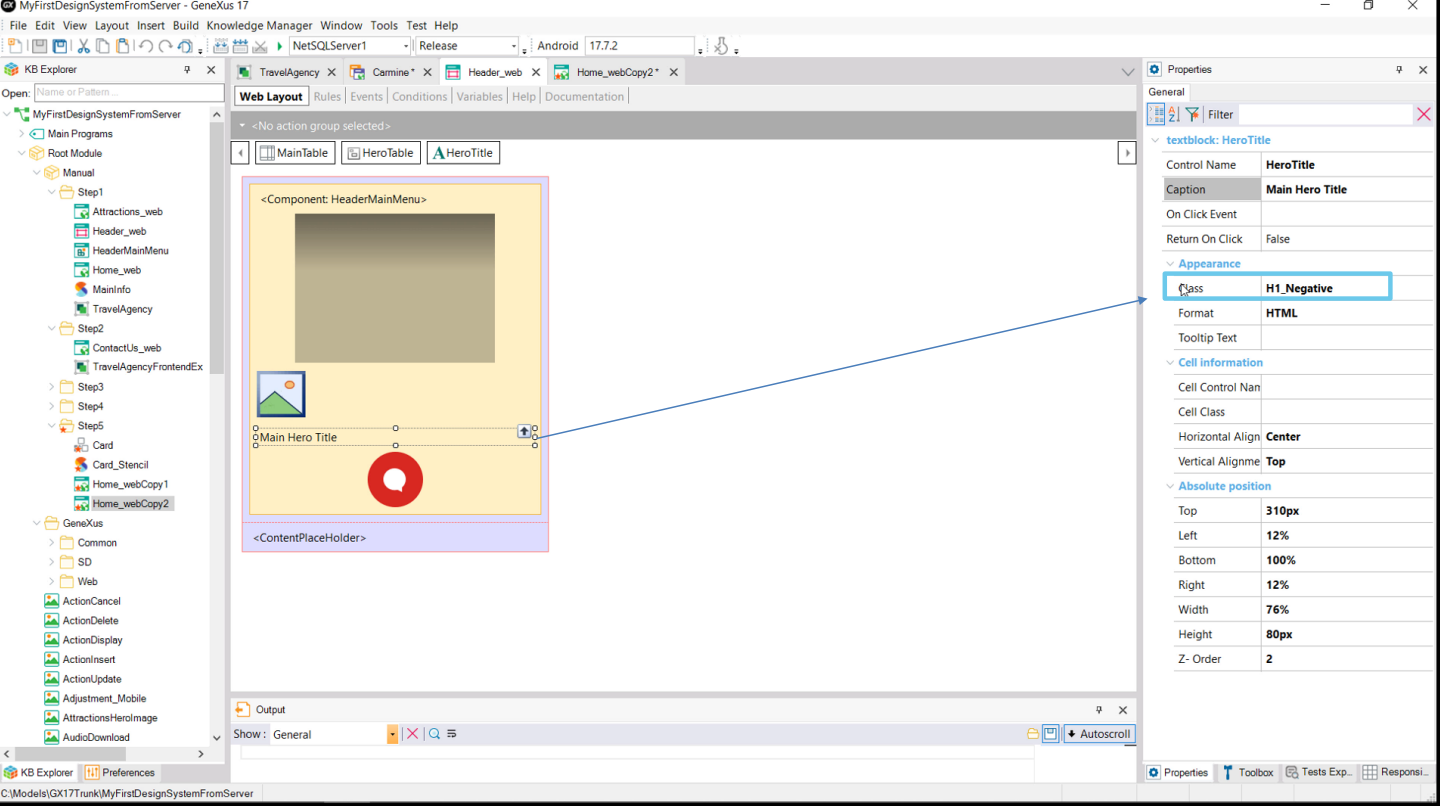 MyFirstDesignSystemFromServer - GeneXus 17
File Edit View Layout Insert Build Knowledge Manager Window Tools Test Help
NetSQLServer1 Release Android 17.7.2
KB Explorer
Open: Name or Pattern...
MyFirstDesignSystemFromServer
Main Programs
Root Module
Manual
Step1
Attractions_web
Header_web
HeaderMainMenu
Home_web
MainInfo
TravelAgency
Step2
ContactUs_web
TravelAgencyFrontendEx
Step3
Step4
Step5
Card
Card_Stencil
Home_webCopy1
Home_webCopy2
GeneXus
Common
SD
Web
ActionCancel
ActionDelete
ActionDisplay
ActionInsert
ActionUpdate
Adjustment_Mobile
AttractionsHeroImage
AudioDownload
KB Explorer Preferences
C:\Models\GX17Trunk\MyFirstDesignSystemFromServer
TravelAgency Carmine * Header_web Home_webCopy2 *
Web Layout Rules Events Conditions Variables Help Documentation
<No action group selected>
MainTable HeroTable HeroTitle
<Component: HeaderMainMenu>
Main Hero Title
<ContentPlaceHolder>
Output
Show: General Autoscroll
Properties
General
Filter
textblock: HeroTitle
Control Name HeroTitle
Caption Main Hero Title
On Click Event
Return On Click False
Appearance
Class H1_Negative
Format HTML
Tooltip Text
Cell information
Cell Control Nam
Cell Class
Horizontal Align Center
Vertical Alignme Top
Absolute position
Top 310px
Left 12%
Bottom 100%
Right 12%
Width 76%
Height 80px
Z- Order 2
Properties Toolbox Tests Exp... Responsi...